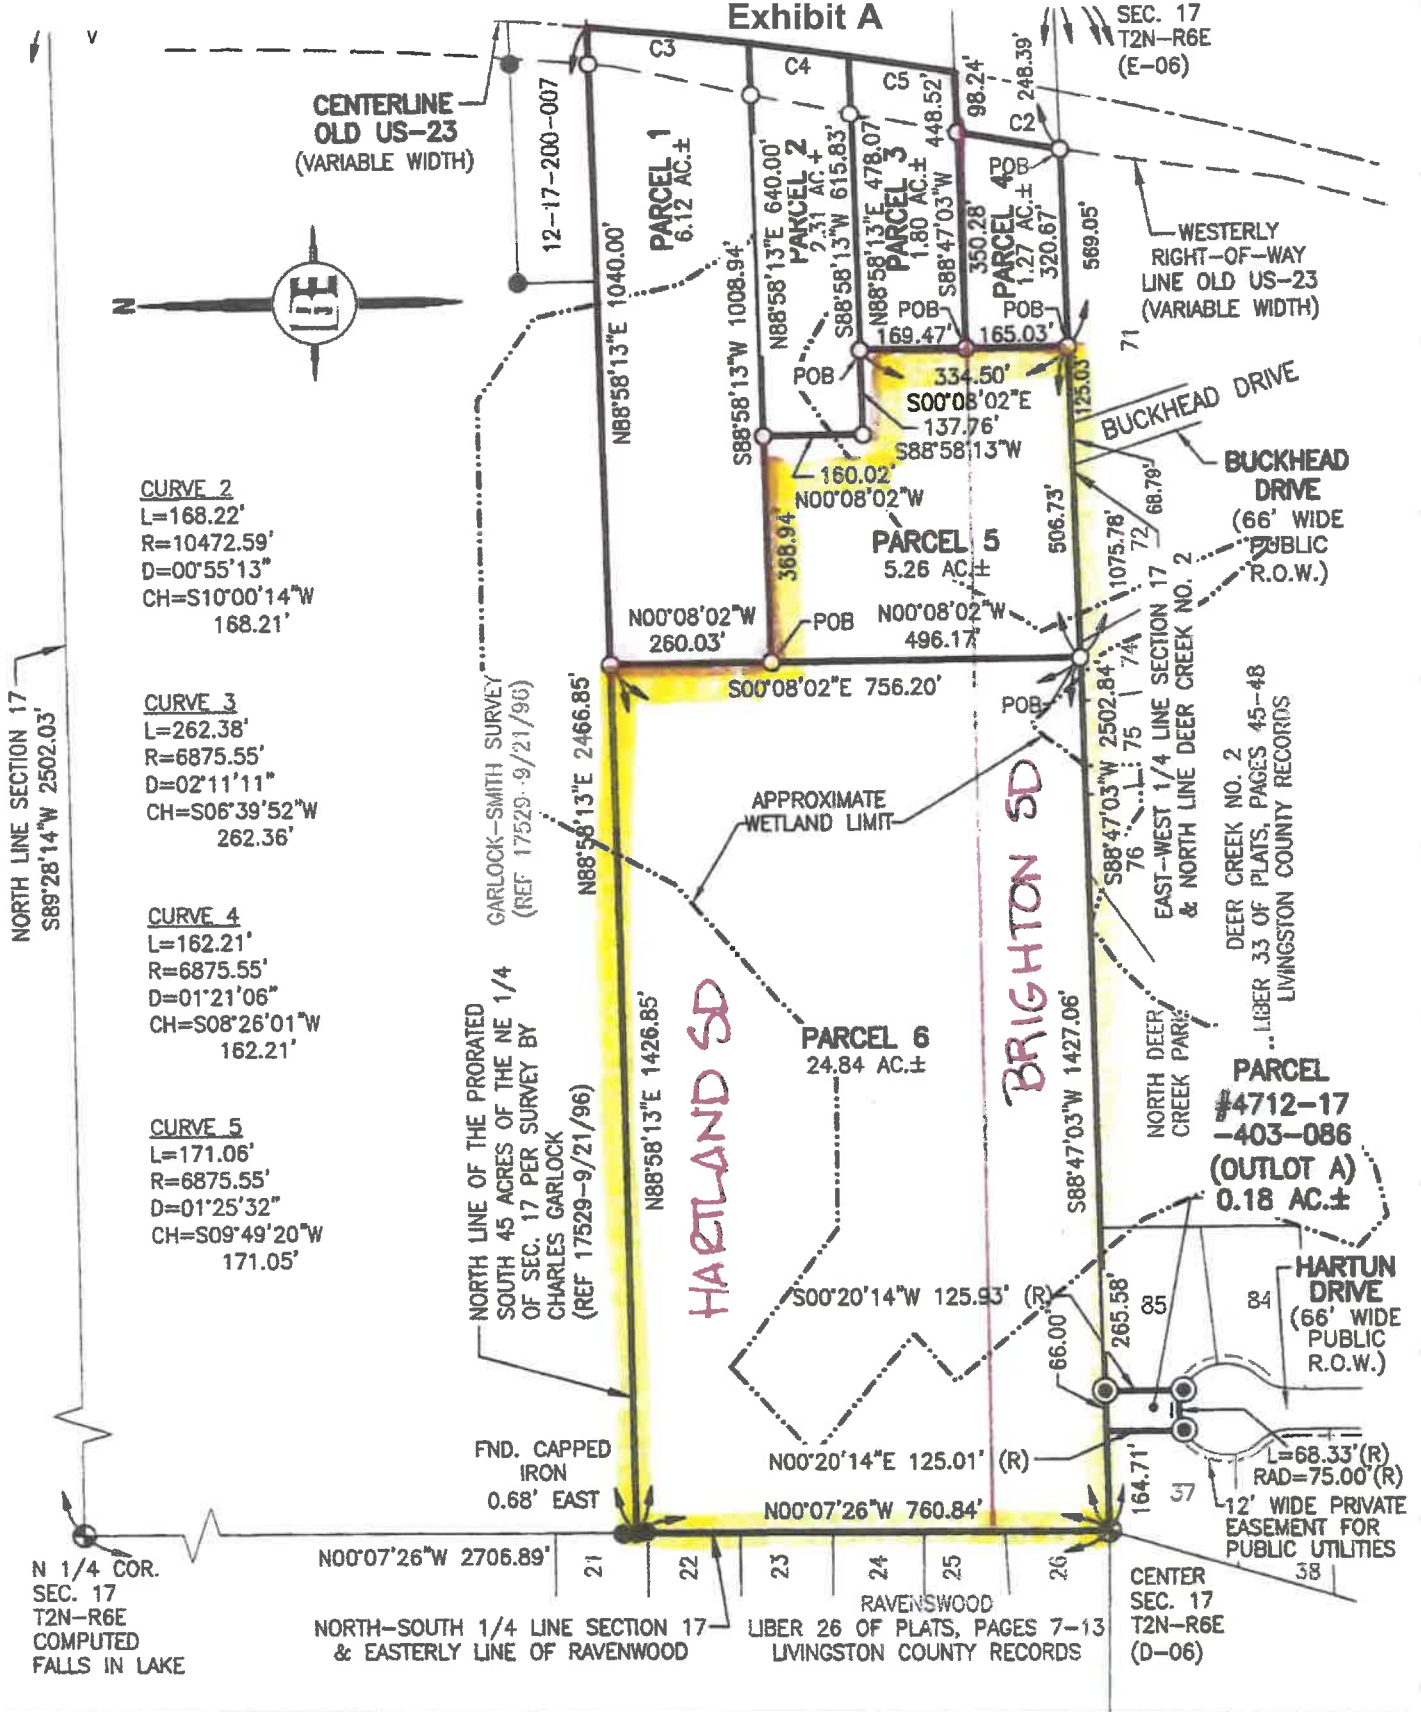 Exhibit A
SEC. 17
T2N-R6E
(E-06)
C3
C4
C5
C2
98.24'
248.39'
448.52'
CENTERLINE
OLD US-23
(VARIABLE WIDTH)
12-17-200-007
PARCEL 1
6.12 AC.±
N88°58'13"E 640.00'
PARCEL 2
2.31 AC.±
S88°58'13"W 615.83'
N88°58'13"E 478.07
PARCEL 3
1.80 AC.±
S88°47'03"W
350.28'
POB
PARCEL 4
1.27 AC.±
320.67'
569.05'
WESTERLY
RIGHT-OF-WAY
LINE OLD US-23
(VARIABLE WIDTH)
N
N88°58'13"E 1040.00'
S88°58'13"W 1008.94'
POB
169.47'
POB
165.03'
71
POB
334.50'
S00°08'02"E
137.76'
S88°58'13"W
125.03'
BUCKHEAD DRIVE
160.02'
N00°08'02"W
BUCKHEAD
DRIVE
(66' WIDE
PUBLIC
R.O.W.)
68.79'
72
506.73'
1075.78'
368.94'
PARCEL 5
5.26 AC.±
CURVE 2
L=168.22'
R=10472.59'
D=00°55'13"
CH=S10°00'14"W
168.21'
N00°08'02"W
260.03'
POB
N00°08'02"W
496.17'
S00°08'02"E 756.20'
POB
74
75
76
EAST-WEST 1/4 LINE SECTION 17
& NORTH LINE DEER CREEK NO. 2
NORTH LINE SECTION 17
S89°28'14"W 2502.03'
CURVE 3
L=262.38'
R=6875.55'
D=02°11'11"
CH=S06°39'52"W
262.36'
GARLOCK-SMITH SURVEY
(REF 17529-9/21/96)
N88°58'13"E 2466.85'
S88°47'03"W 2502.84'
APPROXIMATE
WETLAND LIMIT
DEER CREEK NO. 2
LIBER 33 OF PLATS, PAGES 45-48
LIVINGSTON COUNTY RECORDS
CURVE 4
L=162.21'
R=6875.55'
D=01°21'06"
CH=S08°26'01"W
162.21'
HARTLAND SD
BRIGHTON SD
PARCEL 6
24.84 AC.±
NORTH DEER
CREEK PARK
PARCEL
#4712-17
-403-086
(OUTLOT A)
0.18 AC.±
CURVE 5
L=171.06'
R=6875.55'
D=01°25'32"
CH=S09°49'20"W
171.05'
NORTH LINE OF THE PRORATED
SOUTH 45 ACRES OF THE NE 1/4
OF SEC. 17 PER SURVEY BY
CHARLES GARLOCK
(REF 17529-9/21/96)
N88°58'13"E 1426.85'
S88°47'03"W 1427.06'
S00°20'14"W 125.93' (R)
66.00'
265.58'
85
84
HARTUN
DRIVE
(66' WIDE
PUBLIC
R.O.W.)
FND. CAPPED
IRON
0.68' EAST
N00°20'14"E 125.01' (R)
164.71'
L=68.33'(R)
RAD=75.00'(R)
37
12' WIDE PRIVATE
EASEMENT FOR
PUBLIC UTILITIES
38
N00°07'26"W 760.84'
N00°07'26"W 2706.89'
21
22
23
24
25
26
N 1/4 COR.
SEC. 17
T2N-R6E
COMPUTED
FALLS IN LAKE
NORTH-SOUTH 1/4 LINE SECTION 17
& EASTERLY LINE OF RAVENWOOD
RAVENSWOOD
LIBER 26 OF PLATS, PAGES 7-13
LIVINGSTON COUNTY RECORDS
CENTER
SEC. 17
T2N-R6E
(D-06)